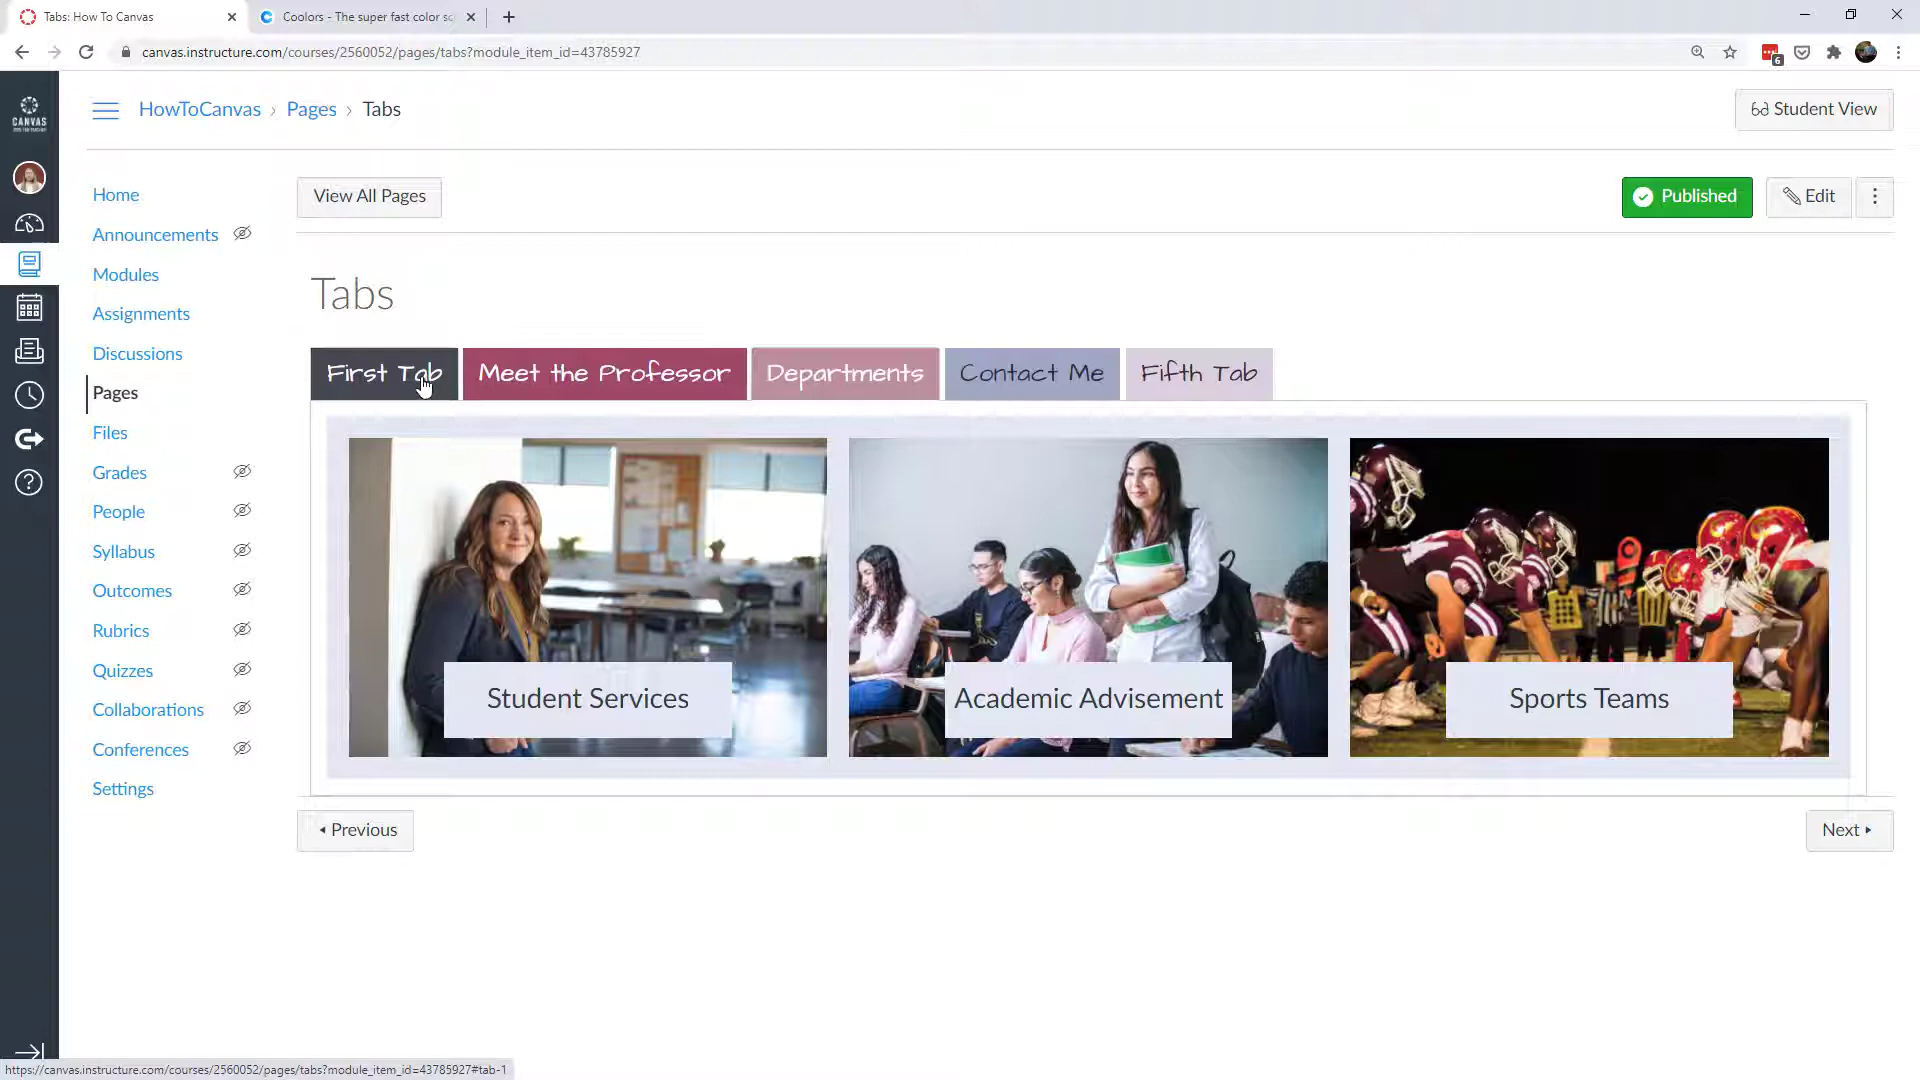 Tabs: How To Canvas
Coolors - The super fast color sc
canvas.instructure.com/courses/2560052/pages/tabs?module_item_id=43785927
6
CANVAS
HowToCanvas › Pages › Tabs
Student View
Home
Announcements
Modules
Assignments
Discussions
Pages
Files
Grades
People
Syllabus
Outcomes
Rubrics
Quizzes
Collaborations
Conferences
Settings
View All Pages
Published
Edit
Tabs
First Tab
Meet the Professor
Departments
Contact Me
Fifth Tab
Student Services
Academic Advisement
Sports Teams
Previous
Next
https://canvas.instructure.com/courses/2560052/pages/tabs?module_item_id=43785927#tab-1